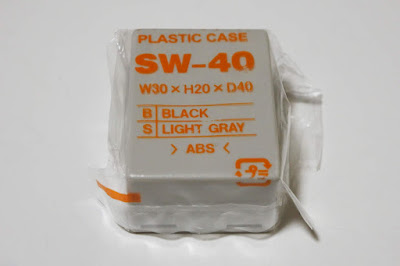 PLASTIC CASE
SW-40
W30×H20×D40
B BLACK
S LIGHT GRAY
> ABS <